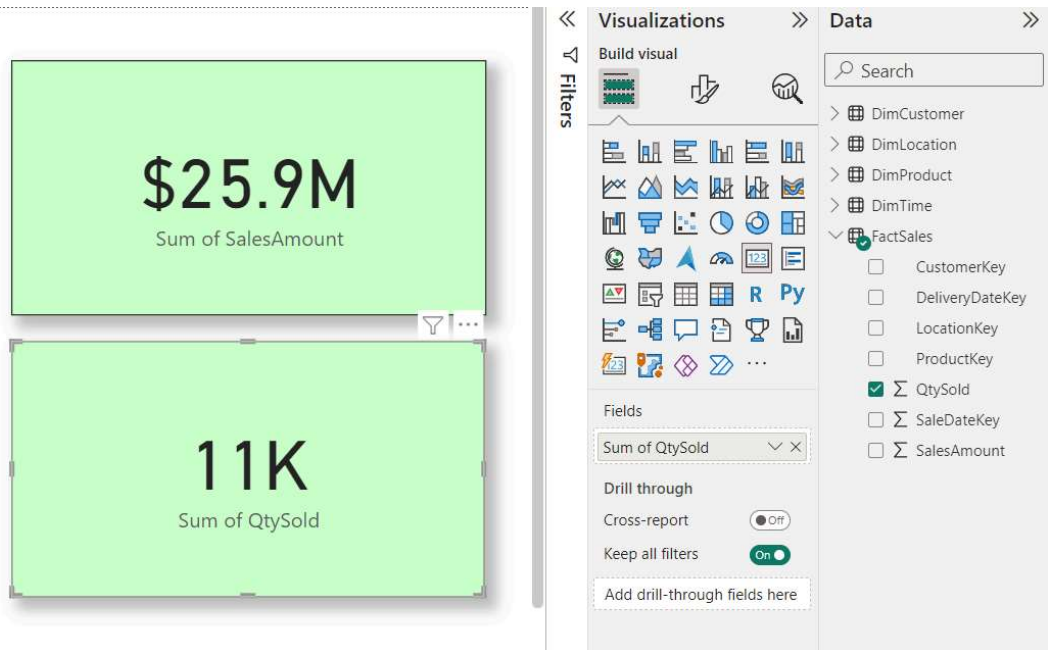 $25.9M
Sum of SalesAmount
11K
Sum of QtySold
Filters
Visualizations
Build visual
123
R
Py
123
Fields
Sum of QtySold
Drill through
Cross-report
Off
Keep all filters
On
Add drill-through fields here
Data
Search
DimCustomer
DimLocation
DimProduct
DimTime
FactSales
CustomerKey
DeliveryDateKey
LocationKey
ProductKey
∑ QtySold
∑ SaleDateKey
∑ SalesAmount